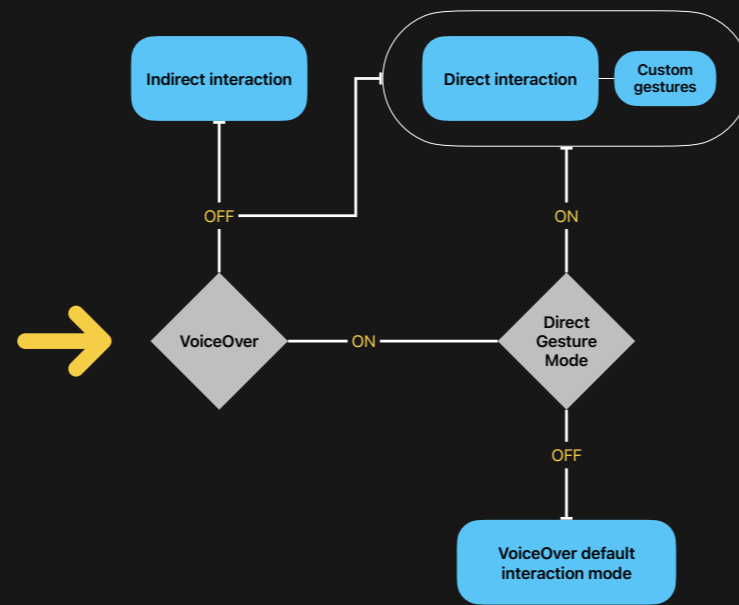 Indirect interaction
Direct interaction
Custom
gestures
OFF
ON
VoiceOver
ON
Direct
Gesture
Mode
OFF
VoiceOver default
interaction mode